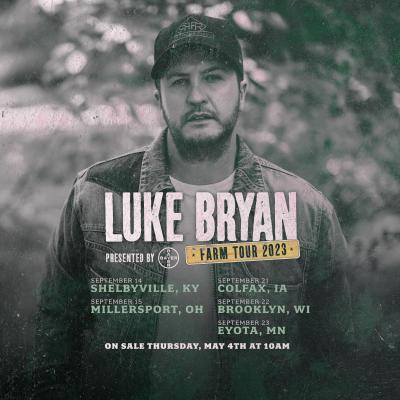 LUKE BRYAN
PRESENTED BY BAYER FARM TOUR 2023
SEPTEMBER 14
SHELBYVILLE, KY
SEPTEMBER 15
MILLERSPORT, OH
SEPTEMBER 21
COLFAX, IA
SEPTEMBER 22
BROOKLYN, WI
SEPTEMBER 23
EYOTA, MN
ON SALE THURSDAY, MAY 4TH AT 10AM